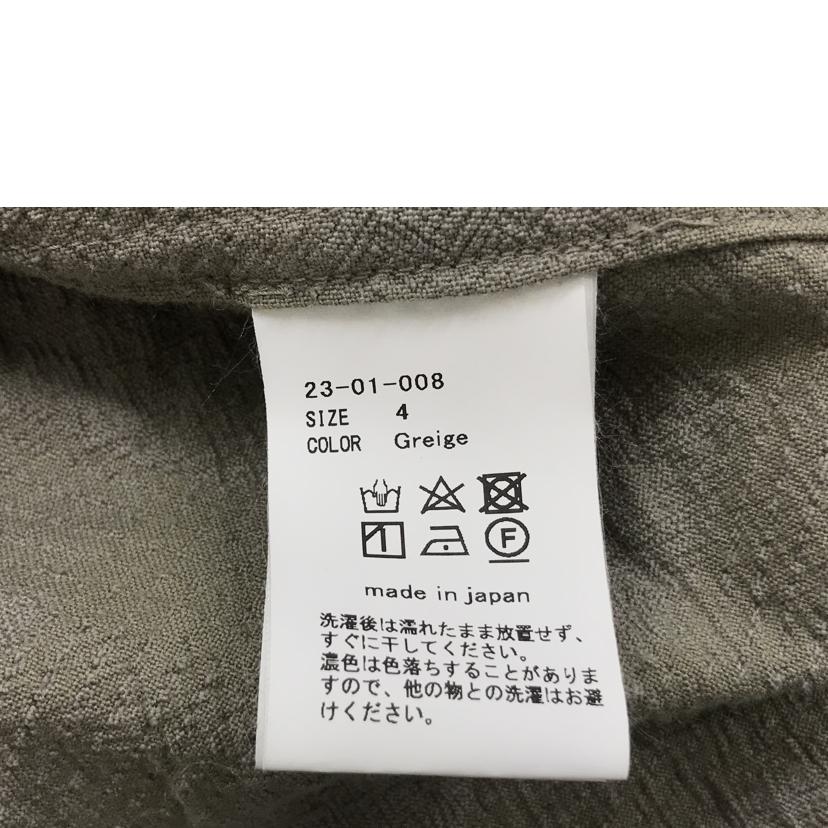 23-01-008
SIZE 4
COLOR Greige
F
made in japan
洗濯後は濡れたまま放置せず、
すぐに干してください。
濃色は色落ちすることがありま
すので、他の物との洗濯はお避
けください。